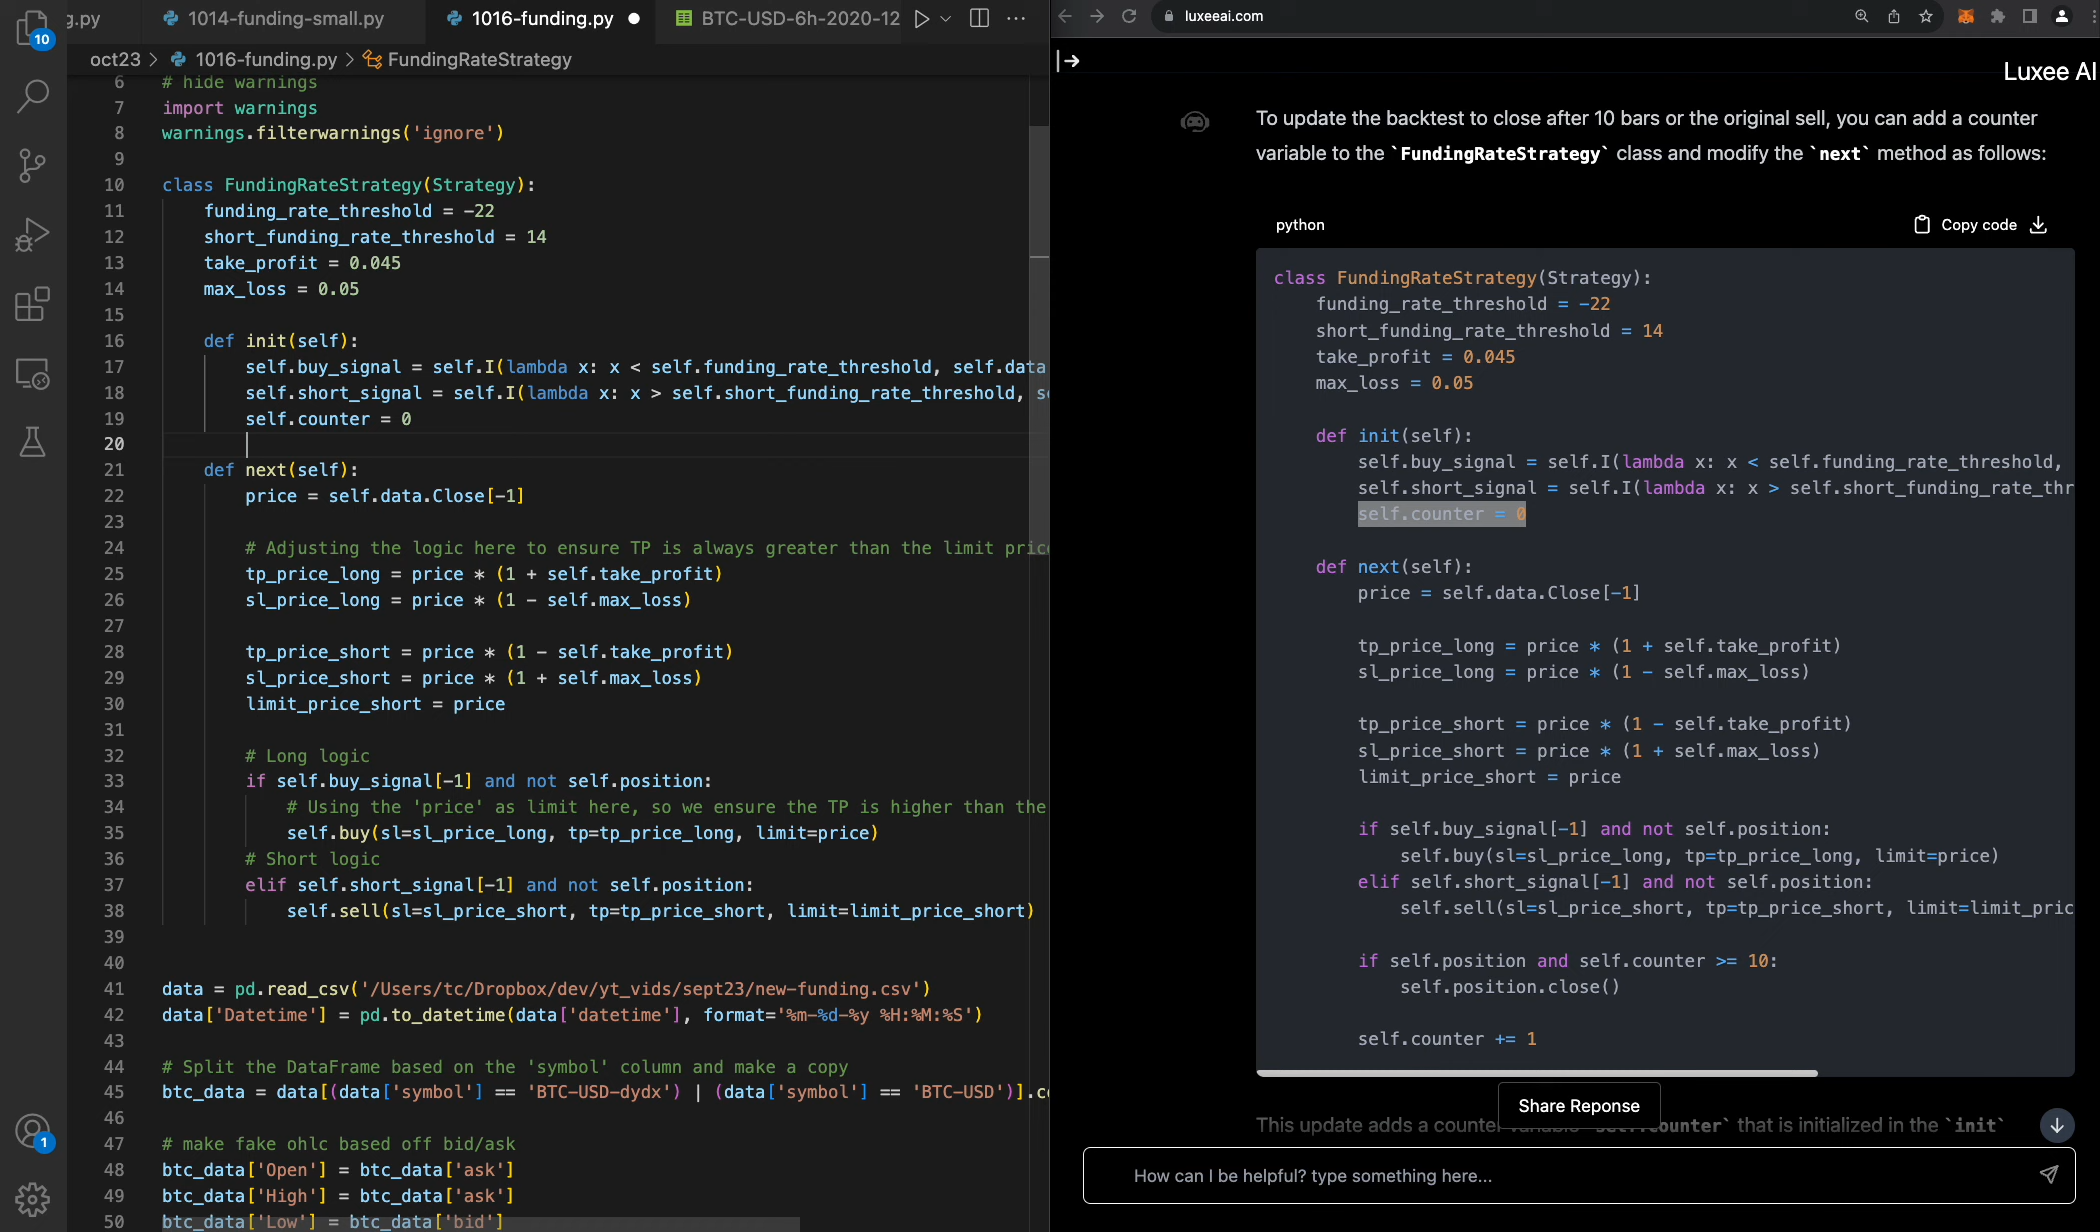 10
g.py
1014-funding-small.py
1016-funding.py
BTC-USD-6h-2020-12
oct23 > 1016-funding.py > FundingRateStrategy
6 # hide warnings
7 import warnings
8 warnings.filterwarnings('ignore')
9
10 class FundingRateStrategy(Strategy):
11 funding_rate_threshold = -22
12 short_funding_rate_threshold = 14
13 take_profit = 0.045
14 max_loss = 0.05
15
16 def init(self):
17 self.buy_signal = self.I(lambda x: x < self.funding_rate_threshold, self.data
18 self.short_signal = self.I(lambda x: x > self.short_funding_rate_threshold, s
19 self.counter = 0
20
21 def next(self):
22 price = self.data.Close[-1]
23
24 # Adjusting the logic here to ensure TP is always greater than the limit price
25 tp_price_long = price * (1 + self.take_profit)
26 sl_price_long = price * (1 - self.max_loss)
27
28 tp_price_short = price * (1 - self.take_profit)
29 sl_price_short = price * (1 + self.max_loss)
30 limit_price_short = price
31
32 # Long logic
33 if self.buy_signal[-1] and not self.position:
34 # Using the 'price' as limit here, so we ensure the TP is higher than the
35 self.buy(sl=sl_price_long, tp=tp_price_long, limit=price)
36 # Short logic
37 elif self.short_signal[-1] and not self.position:
38 self.sell(sl=sl_price_short, tp=tp_price_short, limit=limit_price_short)
39
40
41 data = pd.read_csv('/Users/tc/Dropbox/dev/yt_vids/sept23/new-funding.csv')
42 data['Datetime'] = pd.to_datetime(data['datetime'], format='%m-%d-%y %H:%M:%S')
43
44 # Split the DataFrame based on the 'symbol' column and make a copy
45 btc_data = data[(data['symbol'] == 'BTC-USD-dydx') | (data['symbol'] == 'BTC-USD')].c
46
47 # make fake ohlc based off bid/ask
48 btc_data['Open'] = btc_data['ask']
49 btc_data['High'] = btc_data['ask']
50 btc_data['Low'] = btc_data['bid']
1
luxeeai.com
Luxee AI
To update the backtest to close after 10 bars or the original sell, you can add a counter
variable to the `FundingRateStrategy` class and modify the `next` method as follows:
python
Copy code
class FundingRateStrategy(Strategy):
funding_rate_threshold = -22
short_funding_rate_threshold = 14
take_profit = 0.045
max_loss = 0.05
def init(self):
self.buy_signal = self.I(lambda x: x < self.funding_rate_threshold,
self.short_signal = self.I(lambda x: x > self.short_funding_rate_thr
self.counter = 0
def next(self):
price = self.data.Close[-1]
tp_price_long = price * (1 + self.take_profit)
sl_price_long = price * (1 - self.max_loss)
tp_price_short = price * (1 - self.take_profit)
sl_price_short = price * (1 + self.max_loss)
limit_price_short = price
if self.buy_signal[-1] and not self.position:
self.buy(sl=sl_price_long, tp=tp_price_long, limit=price)
elif self.short_signal[-1] and not self.position:
self.sell(sl=sl_price_short, tp=tp_price_short, limit=limit_pric
if self.position and self.counter >= 10:
self.position.close()
self.counter += 1
Share Reponse
This update adds a counter that is initialized in the `init`
How can I be helpful? type something here...